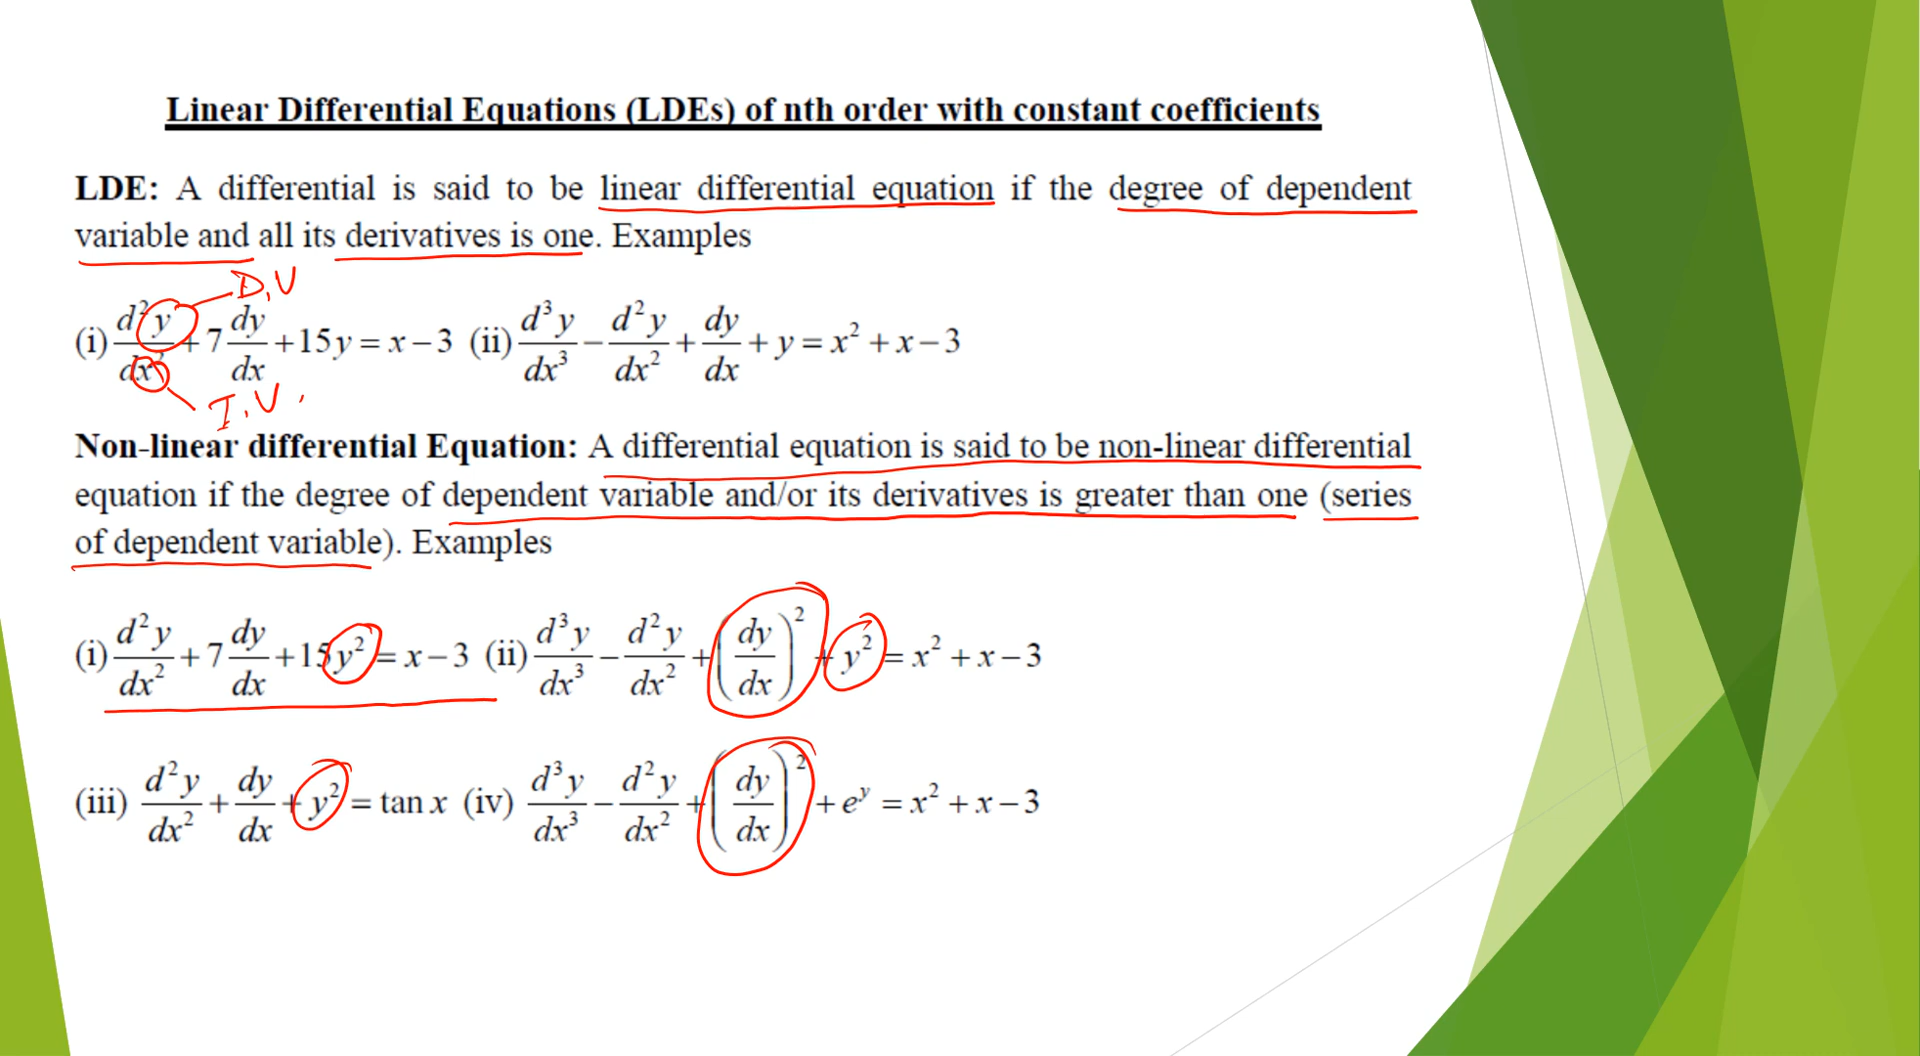 Linear Differential Equations (LDEs) of nth order with constant coefficients
LDE: A differential is said to be linear differential equation if the degree of dependent
variable and all its derivatives is one. Examples
D.V
(i) d²y/dx² + 7 dy/dx + 15y = x − 3 (ii) d³y/dx³ − d²y/dx² + dy/dx + y = x² + x − 3
I.V.
Non-linear differential Equation: A differential equation is said to be non-linear differential
equation if the degree of dependent variable and/or its derivatives is greater than one (series
of dependent variable). Examples
(i) d²y/dx² + 7 dy/dx + 15y² = x − 3 (ii) d³y/dx³ − d²y/dx² + (dy/dx)² + y² = x² + x − 3
(iii) d²y/dx² + dy/dx + y² = tan x (iv) d³y/dx³ − d²y/dx² + (dy/dx)² + e^y = x² + x − 3